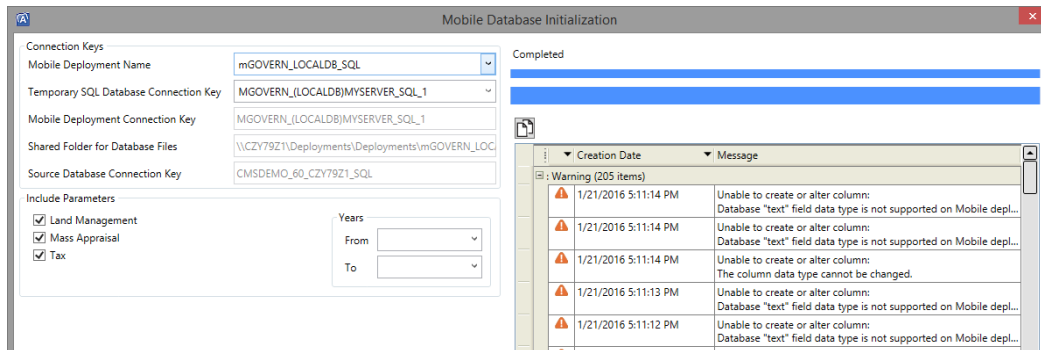 Mobile Database Initialization
Connection Keys
Mobile Deployment Name
mGOVERN_LOCALDB_SQL
Temporary SQL Database Connection Key
MGOVERN_(LOCALDB)MYSERVER_SQL_1
Mobile Deployment Connection Key
MGOVERN_(LOCALDB)MYSERVER_SQL_1
Shared Folder for Database Files
\\CZY79Z1\Deployments\Deployments\mGOVERN_LOC
Source Database Connection Key
CMSDEMO_60_CZY79Z1_SQL
Include Parameters
Land Management
Mass Appraisal
Tax
Years
From
To
Completed
Creation Date
Message
: Warning (205 items)
1/21/2016 5:11:14 PM
Unable to create or alter column:
Database "text" field data type is not supported on Mobile depl...
1/21/2016 5:11:14 PM
Unable to create or alter column:
Database "text" field data type is not supported on Mobile depl...
1/21/2016 5:11:14 PM
Unable to create or alter column:
The column data type cannot be changed.
1/21/2016 5:11:13 PM
Unable to create or alter column:
Database "text" field data type is not supported on Mobile depl...
1/21/2016 5:11:12 PM
Unable to create or alter column:
Database "text" field data type is not supported on Mobile depl...